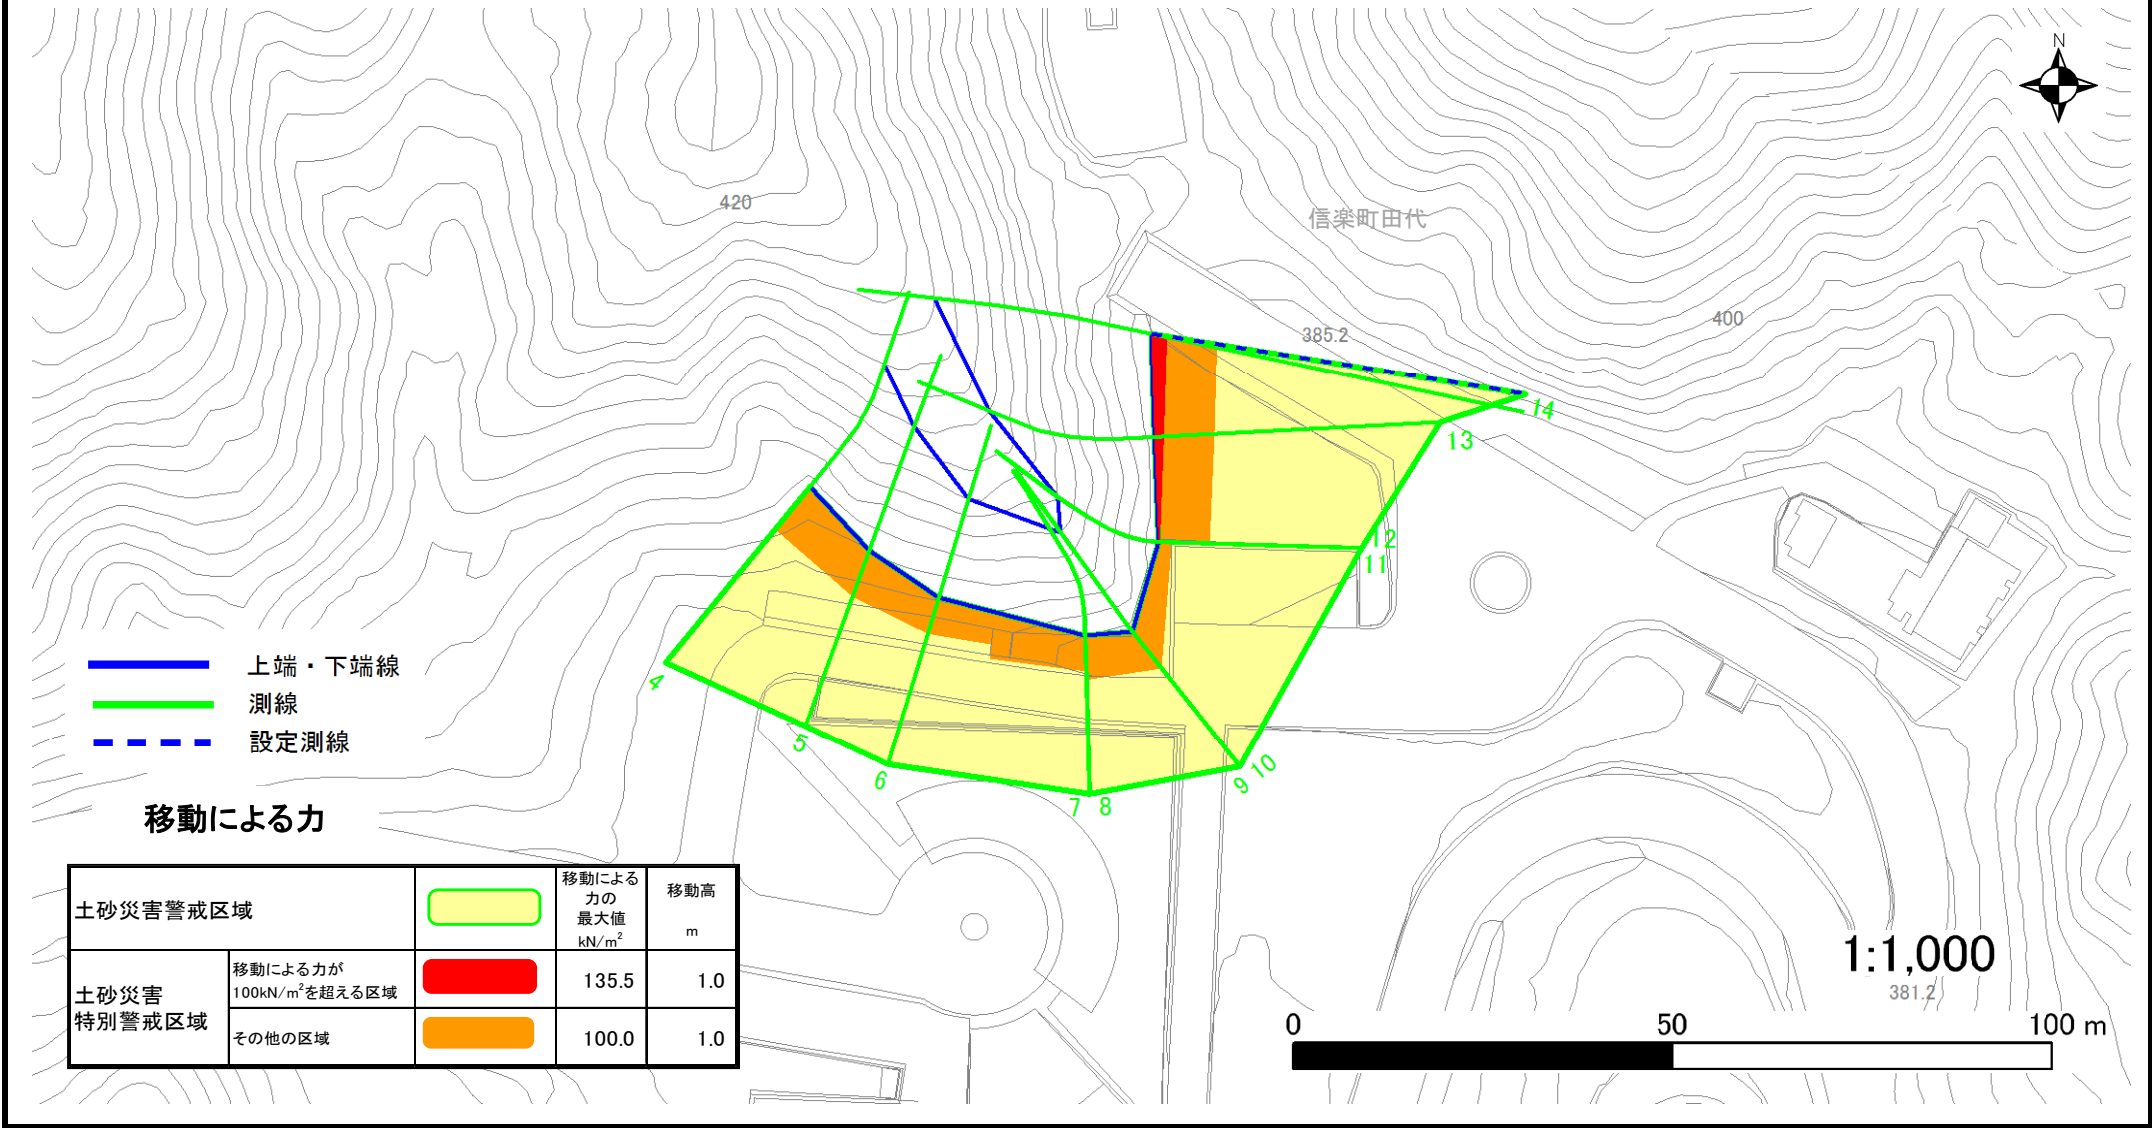 N
420
信楽町田代
385.2
400
14
13
12
11
4
5
6
7
8
9
10
上端・下端線
測線
設定測線
移動による力
土砂災害警戒区域
移動による
力の
最大値
kN/m²
移動高
m
土砂災害
特別警戒区域
移動による力が
100kN/m²を超える区域
135.5
1.0
その他の区域
100.0
1.0
1:1,000
381.2
0
50
100 m